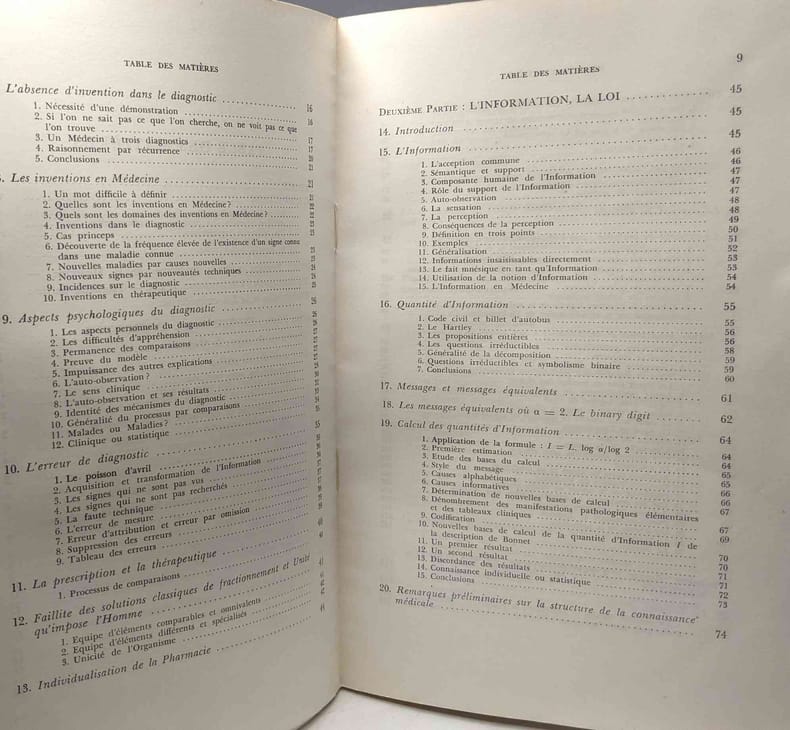 TABLE DES MATIÈRES
L'absence d'invention dans le diagnostic 16
1. Nécessité d'une démonstration 16
2. Si l'on ne sait pas ce que l'on cherche, on ne voit pas ce que
l'on trouve 17
3. Un Médecin à trois diagnostics 17
4. Raisonnement par récurrence 20
5. Conclusions 21
Les inventions en Médecine 21
1. Un mot difficile à définir 21
2. Quelles sont les inventions en Médecine? 22
3. Quels sont les domaines des inventions en Médecine? 22
4. Inventions dans le diagnostic
5. Cas princeps
6. Découverte de la fréquence élevée de l'existence d'un signe connu
dans une maladie connue
7. Nouvelles maladies par causes nouvelles
8. Nouveaux signes par nouveautés techniques
9. Incidences sur le diagnostic
10. Inventions en thérapeutique
9. Aspects psychologiques du diagnostic
1. Les aspects personnels du diagnostic
2. Les difficultés d'appréhension
3. Permanence des comparaisons
4. Preuve du modèle
5. Impuissance des autres explications
6. L'auto-observation?
7. Le sens clinique
8. L'auto-observation et ses résultats
9. Identité des mécanismes du diagnostic
10. Généralité du processus par comparaisons
11. Malades ou Maladies?
12. Clinique ou statistique
10. L'erreur de diagnostic
1. Le poisson d'avril
2. Acquisition et transformation de l'Information
3. Les signes qui ne sont pas vus
4. Les signes qui ne sont pas recherchés
5. La faute technique
6. L'erreur de mesure
7. Erreur d'attribution et erreur par omission
8. Suppression des erreurs
9. Tableau des erreurs
11. La prescription et la thérapeutique
1. Processus de comparaisons
12. Faillite des solutions classiques de fractionnement et Unité
qu'impose l'Homme
1. Equipe d'éléments comparables et omnivalents
2. Equipe d'éléments différents et spécialisés
3. Unicité de l'Organisme
13. Individualisation de la Pharmacie
9
TABLE DES MATIÈRES
DEUXIÈME PARTIE : L'INFORMATION, LA LOI 45
14. Introduction 45
15. L'Information 45
1. L'acception commune 46
2. Sémantique et support 46
3. Composante humaine de l'Information 47
4. Rôle du support de l'Information 47
5. Auto-observation 47
6. La sensation 48
7. La perception 48
8. Conséquences de la perception 49
9. Définition en trois points 50
10. Exemples 51
11. Généralisation 52
12. Informations insaisissables directement 53
13. Le fait mnésique en tant qu'Information 53
14. Utilisation de la notion d'Information 54
15. L'Information en Médecine 54
16. Quantité d'Information 55
1. Code civil et billet d'autobus 55
2. Le Hartley 56
3. Les propositions entières 56
4. Les questions irréductibles 58
5. Généralité de la décomposition 59
6. Questions irréductibles et symbolisme binaire 59
7. Conclusions 60
17. Messages et messages équivalents 61
18. Les messages équivalents où α = 2. Le binary digit 62
19. Calcul des quantités d'Information 64
1. Application de la formule : I = L. log α/log 2 64
2. Première estimation 64
3. Etude des bases du calcul 65
4. Style du message 65
5. Causes alphabétiques 66
6. Causes informatives 66
7. Détermination de nouvelles bases de calcul 67
8. Dénombrement des manifestations pathologiques élémentaires
et des tableaux cliniques 67
9. Codification 69
10. Nouvelles bases de calcul de la quantité d'Information I de
la description de Bonnet 70
11. Un premier résultat 70
12. Un second résultat 71
13. Discordance des résultats 71
14. Connaissance individuelle ou statistique 72
15. Conclusions 73
20. Remarques préliminaires sur la structure de la connaissance
médicale 74